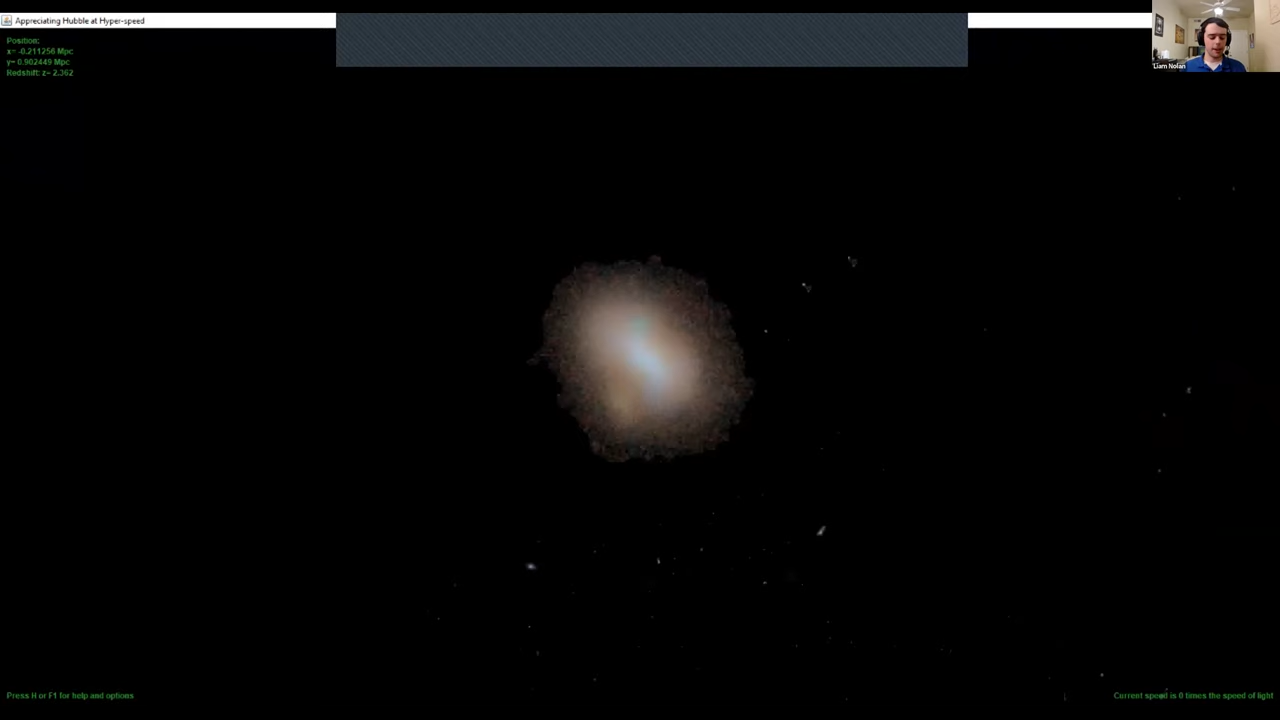 Appreciating Hubble at Hyper-speed
Position:
x= -0.211256 Mpc
y= 0.902449 Mpc
Redshift: z= 2.362
Liam Nolan
Press H or F1 for help and options
Current speed is 0 times the speed of light